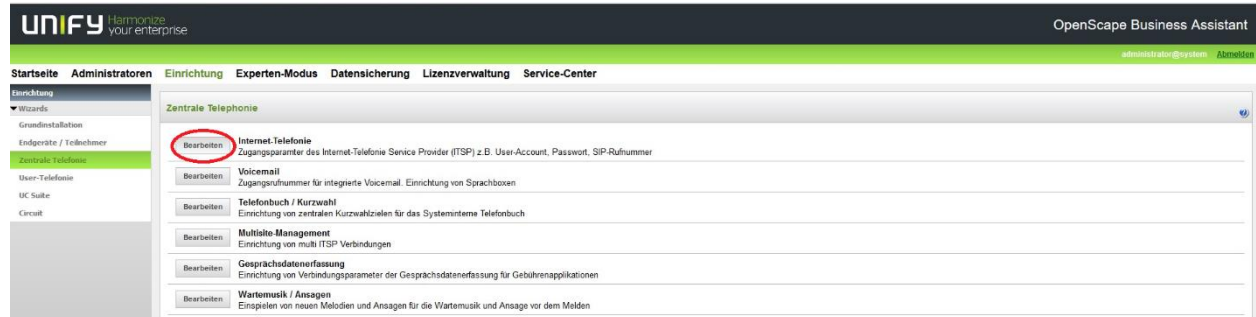 UNIFY Harmonize
your enterprise
OpenScape Business Assistant
administrator@system Abmelden
Startseite Administratoren Einrichtung Experten-Modus Datensicherung Lizenzverwaltung Service-Center
Einrichtung
Wizards
Grundinstallation
Endgeräte / Teilnehmer
Zentrale Telefonie
User-Telefonie
UC Suite
Circuit
Zentrale Telephonie
Bearbeiten Internet-Telefonie
Zugangsparamter des Internet-Telefonie Service Provider (ITSP) z.B. User-Account, Passwort, SIP-Rufnummer
Bearbeiten Voicemail
Zugangsrufnummer für integrierte Voicemail. Einrichtung von Sprachboxen
Bearbeiten Telefonbuch / Kurzwahl
Einrichtung von zentralen Kurzwahlzielen für das Systeminterne Telefonbuch
Bearbeiten Multisite-Management
Einrichtung von multi ITSP Verbindungen
Bearbeiten Gesprächsdatenerfassung
Einrichtung von Verbindungsparameter der Gesprächsdatenerfassung für Gebührenapplikationen
Bearbeiten Wartemusik / Ansagen
Einspielen von neuen Melodien und Ansagen für die Wartemusik und Ansage vor dem Melden